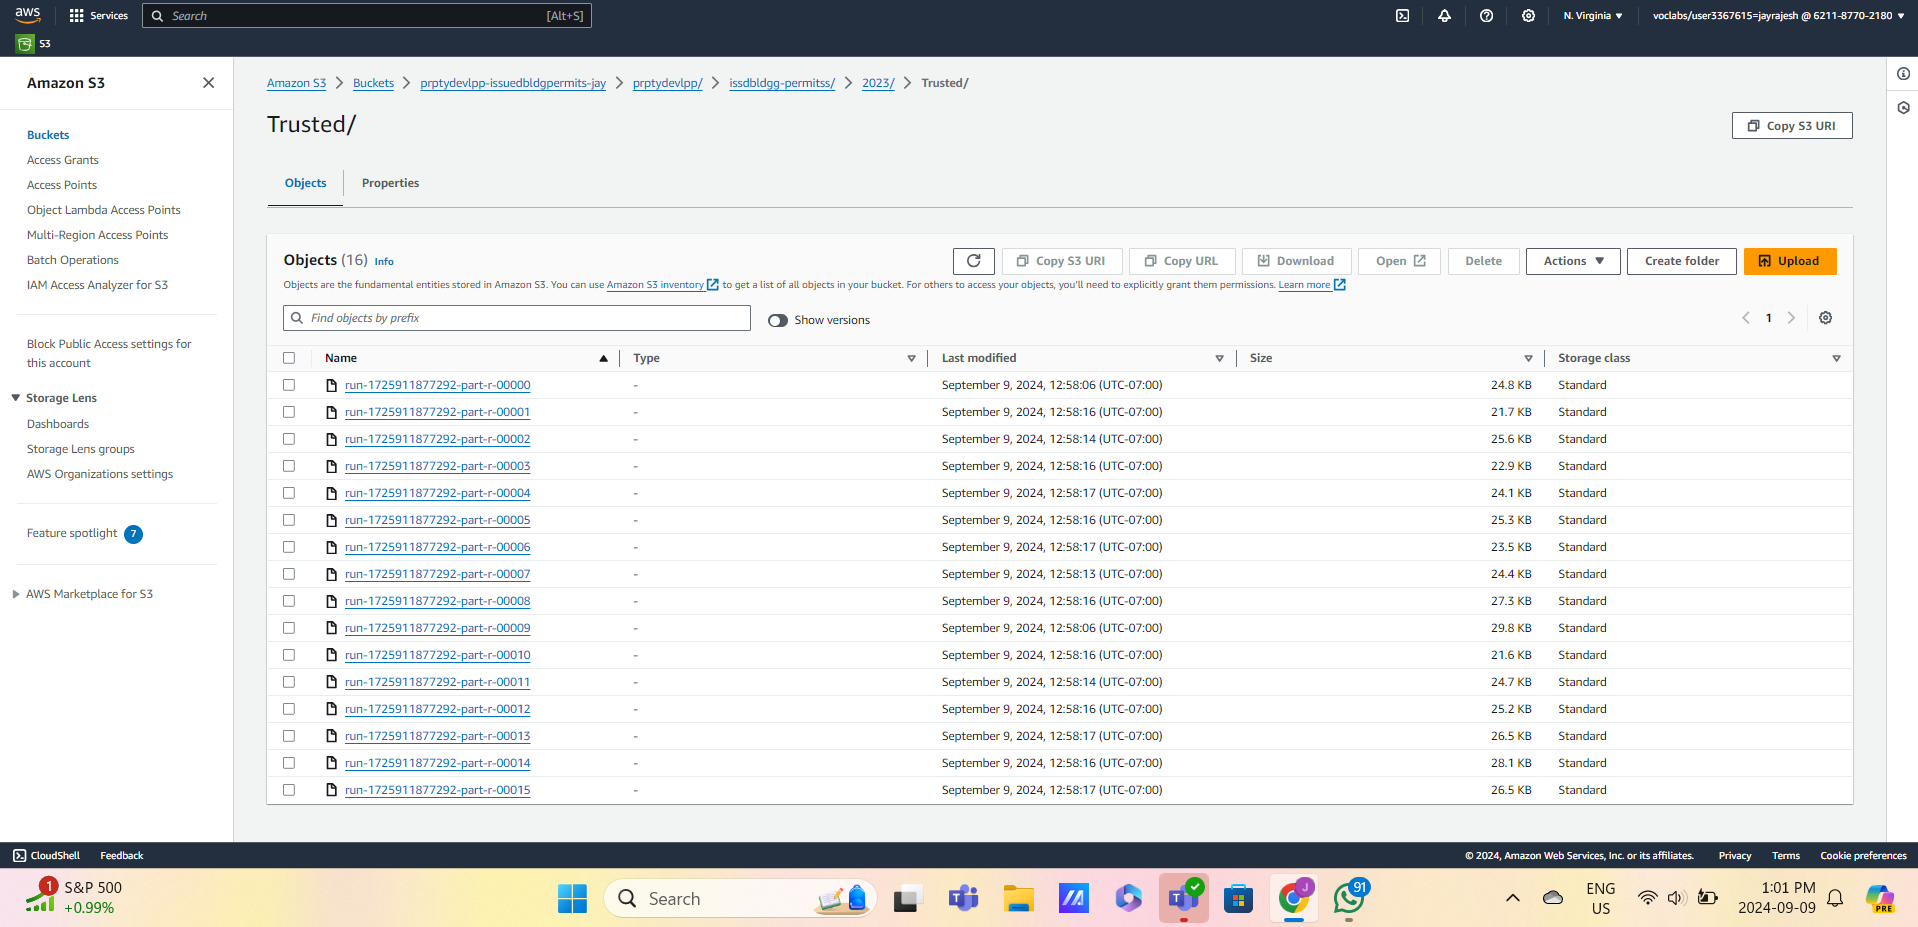 aws Services Search [Alt+S] N. Virginia voclabs/user3367615=jayrajesh @ 6211-8770-2180
S3
Amazon S3
Buckets
Access Grants
Access Points
Object Lambda Access Points
Multi-Region Access Points
Batch Operations
IAM Access Analyzer for S3
Block Public Access settings for
this account
Storage Lens
Dashboards
Storage Lens groups
AWS Organizations settings
Feature spotlight 7
AWS Marketplace for S3
Amazon S3 Buckets prptydevlpp-issuedbldgpermits-jay prptydevlpp/ issdbldgg-permitss/ 2023/ Trusted/
Trusted/
Copy S3 URI
Objects Properties
Objects (16) Info Copy S3 URI Copy URL Download Open Delete Actions Create folder Upload
Objects are the fundamental entities stored in Amazon S3. You can use Amazon S3 inventory to get a list of all objects in your bucket. For others to access your objects, you'll need to explicitly grant them permissions. Learn more
Find objects by prefix Show versions 1
Name Type Last modified Size Storage class
run-1725911877292-part-r-00000 - September 9, 2024, 12:58:06 (UTC-07:00) 24.8 KB Standard
run-1725911877292-part-r-00001 - September 9, 2024, 12:58:16 (UTC-07:00) 21.7 KB Standard
run-1725911877292-part-r-00002 - September 9, 2024, 12:58:14 (UTC-07:00) 25.6 KB Standard
run-1725911877292-part-r-00003 - September 9, 2024, 12:58:16 (UTC-07:00) 22.9 KB Standard
run-1725911877292-part-r-00004 - September 9, 2024, 12:58:17 (UTC-07:00) 24.1 KB Standard
run-1725911877292-part-r-00005 - September 9, 2024, 12:58:16 (UTC-07:00) 25.3 KB Standard
run-1725911877292-part-r-00006 - September 9, 2024, 12:58:17 (UTC-07:00) 23.5 KB Standard
run-1725911877292-part-r-00007 - September 9, 2024, 12:58:13 (UTC-07:00) 24.4 KB Standard
run-1725911877292-part-r-00008 - September 9, 2024, 12:58:16 (UTC-07:00) 27.3 KB Standard
run-1725911877292-part-r-00009 - September 9, 2024, 12:58:06 (UTC-07:00) 29.8 KB Standard
run-1725911877292-part-r-00010 - September 9, 2024, 12:58:16 (UTC-07:00) 21.6 KB Standard
run-1725911877292-part-r-00011 - September 9, 2024, 12:58:14 (UTC-07:00) 24.7 KB Standard
run-1725911877292-part-r-00012 - September 9, 2024, 12:58:16 (UTC-07:00) 25.2 KB Standard
run-1725911877292-part-r-00013 - September 9, 2024, 12:58:17 (UTC-07:00) 26.5 KB Standard
run-1725911877292-part-r-00014 - September 9, 2024, 12:58:16 (UTC-07:00) 28.1 KB Standard
run-1725911877292-part-r-00015 - September 9, 2024, 12:58:17 (UTC-07:00) 26.5 KB Standard
CloudShell Feedback © 2024, Amazon Web Services, Inc. or its affiliates. Privacy Terms Cookie preferences
1 S&P 500 Search J 91 ENG 1:01 PM
+0.99% US 2024-09-09 PRE